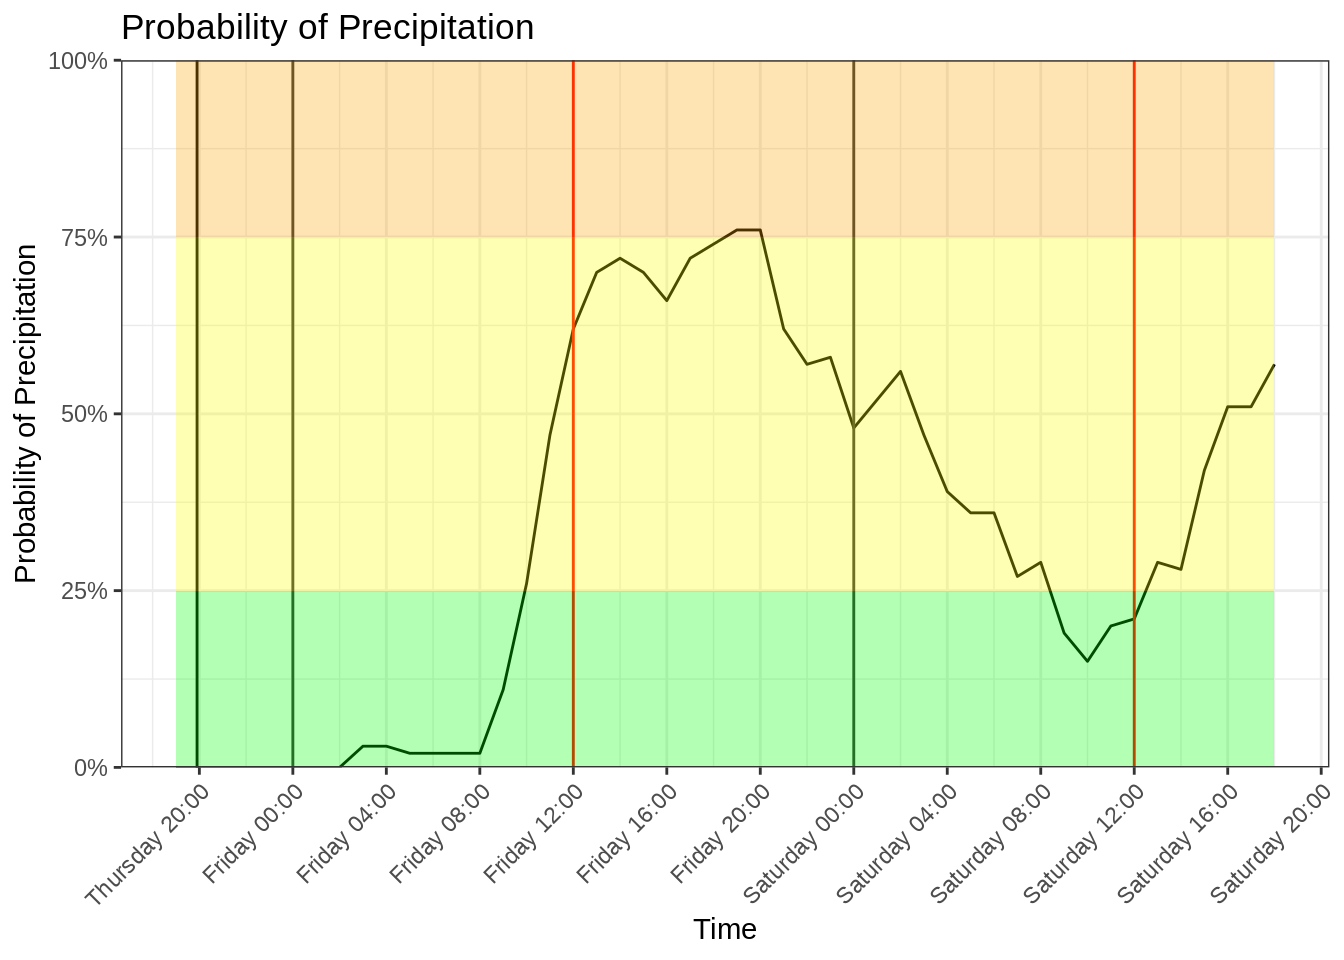 Probability of Precipitation
100%
75%
50%
25%
0%
Probability of Precipitation
Thursday 20:00
Friday 00:00
Friday 04:00
Friday 08:00
Friday 12:00
Friday 16:00
Friday 20:00
Saturday 00:00
Saturday 04:00
Saturday 08:00
Saturday 12:00
Saturday 16:00
Saturday 20:00
Time